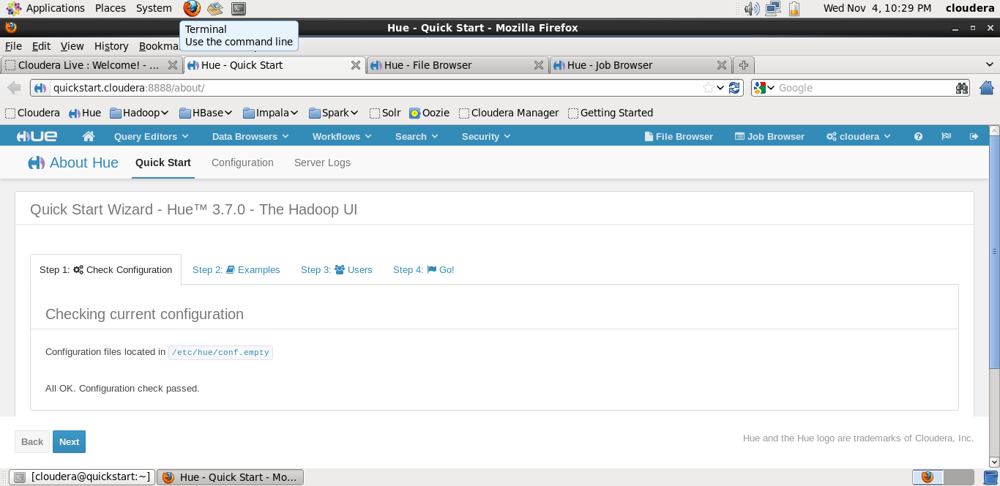 Applications Places System Wed Nov 4, 10:29 PM cloudera
Hue - Quick Start - Mozilla Firefox
Terminal
Use the command line
File Edit View History Bookma
Cloudera Live : Welcome! - ... Hue - Quick Start Hue - File Browser Hue - Job Browser
quickstart.cloudera:8888/about/ Google
Cloudera Hue Hadoop HBase Impala Spark Solr Oozie Cloudera Manager Getting Started
HUE Query Editors Data Browsers Workflows Search Security File Browser Job Browser cloudera
About Hue Quick Start Configuration Server Logs
Quick Start Wizard - Hue™ 3.7.0 - The Hadoop UI
Step 1: Check Configuration Step 2: Examples Step 3: Users Step 4: Go!
Checking current configuration
Configuration files located in /etc/hue/conf.empty
All OK. Configuration check passed.
Back Next Hue and the Hue logo are trademarks of Cloudera, Inc.
[cloudera@quickstart:~] Hue - Quick Start - Mo...